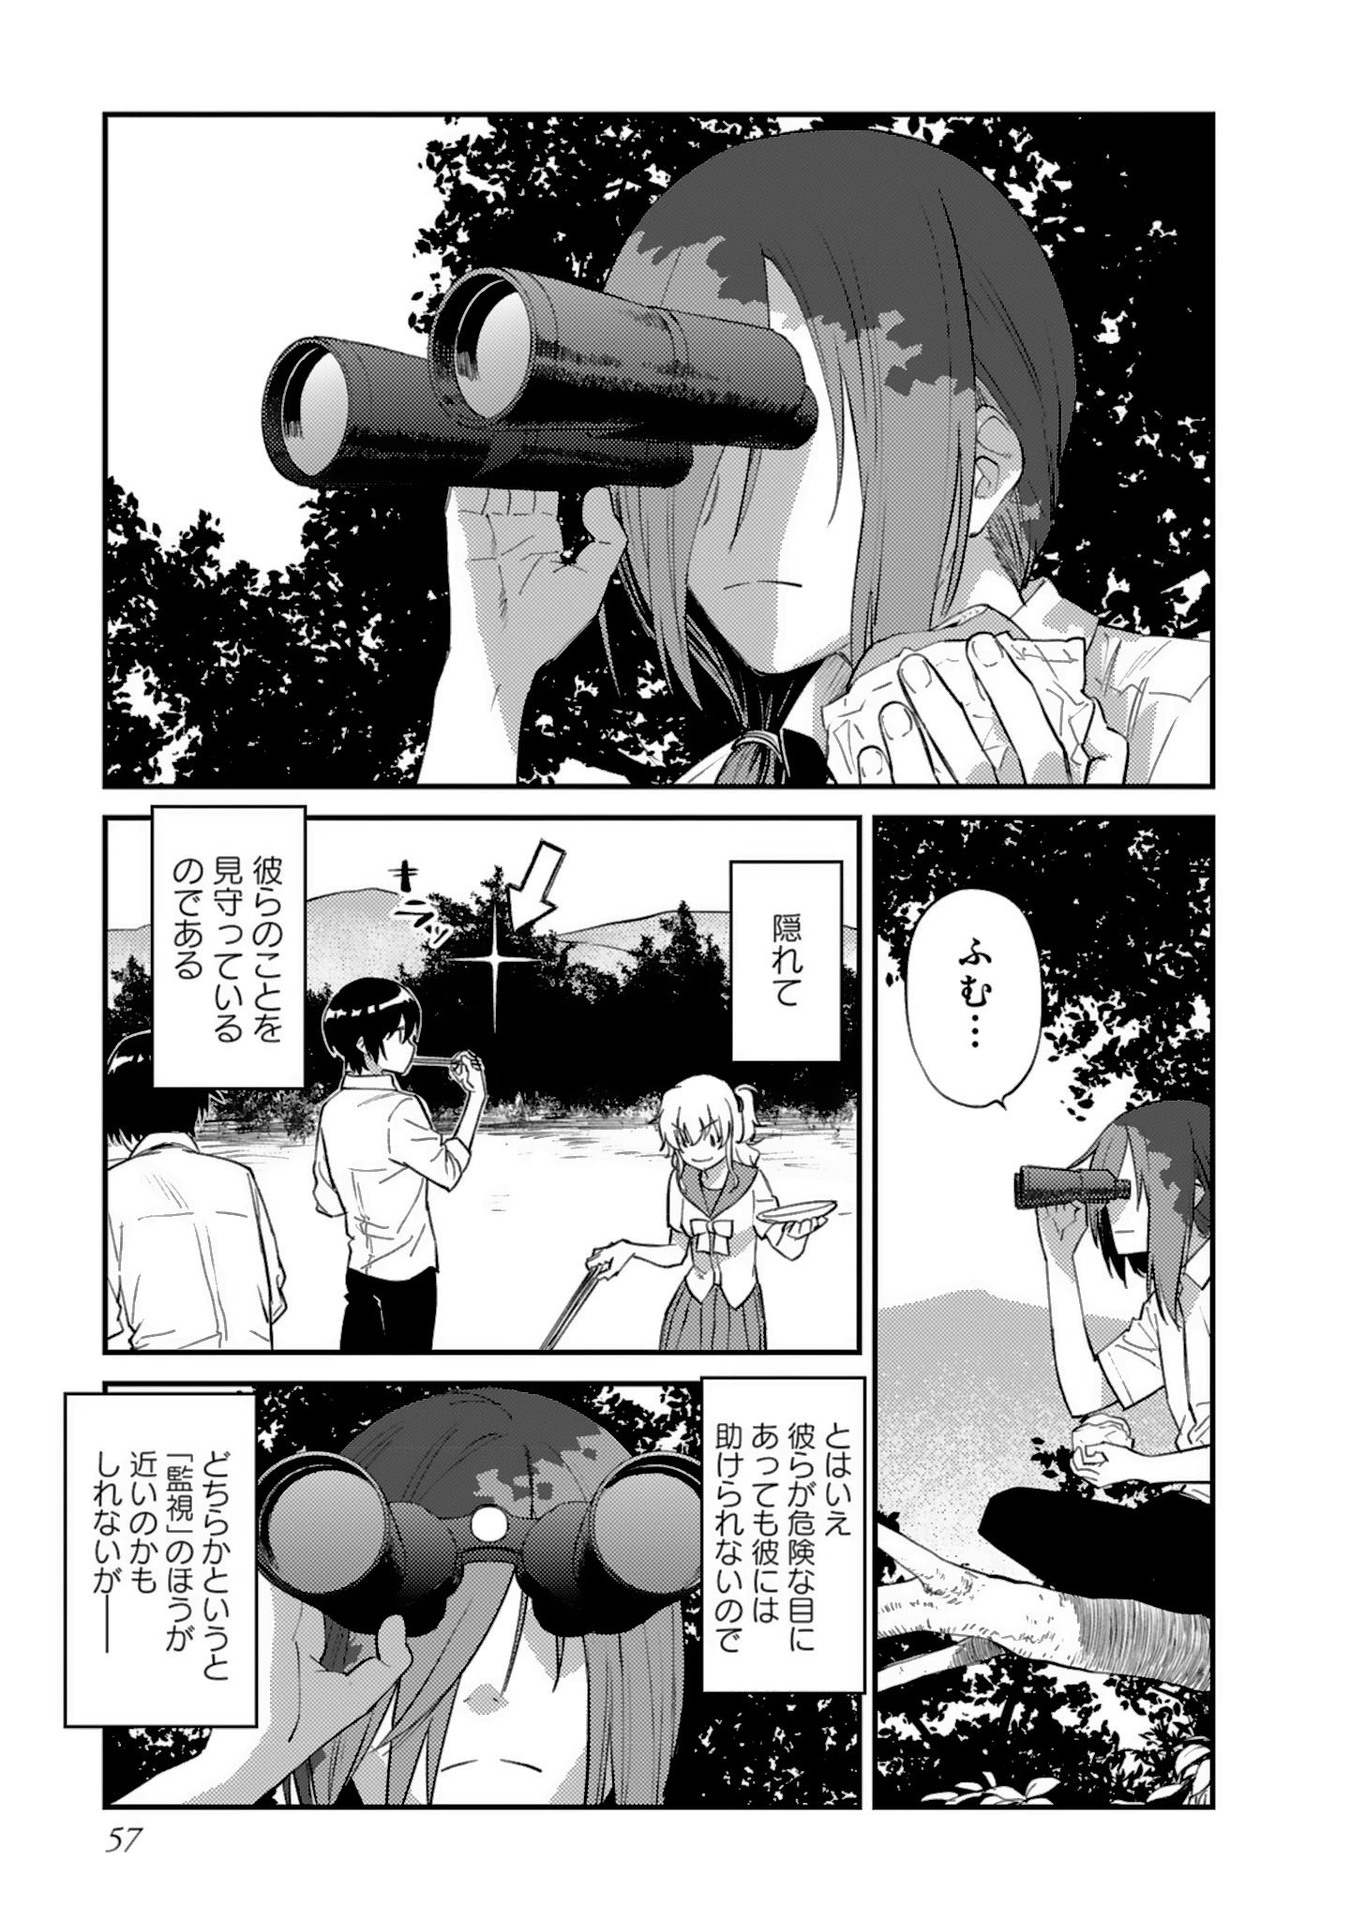 ふむ…
隠れて
キラッ
彼らのことを
見守っている
のである
とはいえ
彼らが危険な目に
あっても彼には
助けられないので
どちらかというと
「監視」のほうが
近いのかも
しれないが――
57